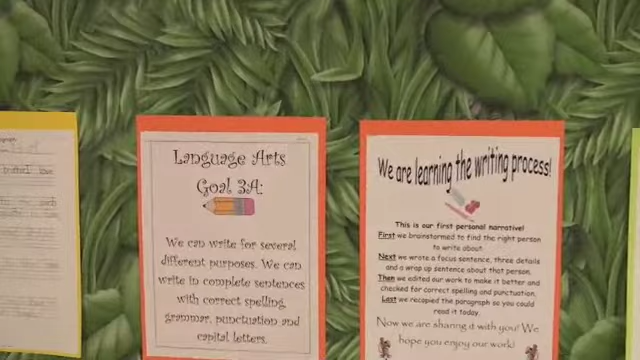 Language Arts
Goal 3A:
We can write for several
different purposes. We can
write in complete sentences
with correct spelling,
grammar, punctuation and
capital letters.
We are learning the writing process!
This is our first personal narrative!
First we brainstormed to find the right person
to write about.
Next we wrote a focus sentence, three details
and a wrap up sentence about that person.
Then we edited our work to make it better and
checked for correct spelling and punctuation.
Last we recopied the paragraph so you could
read it today.
Now we are sharing it with you! We
hope you enjoy our work!